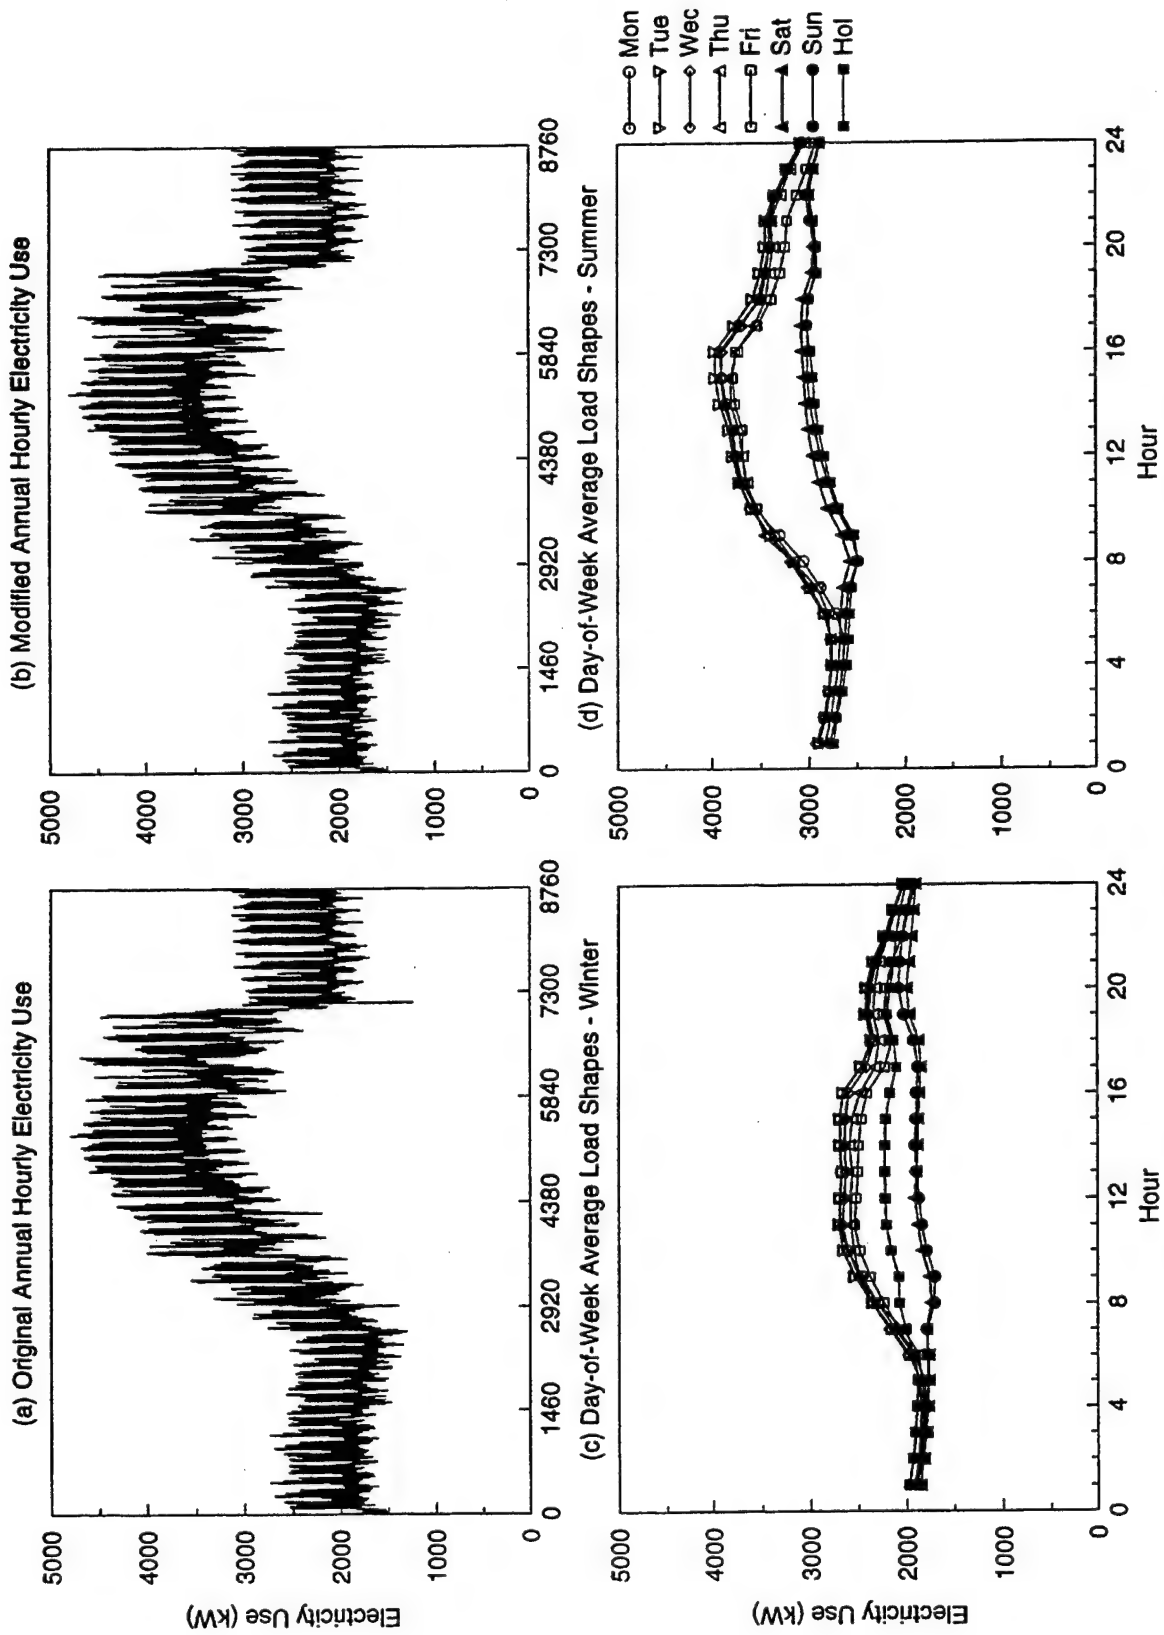 (a) Original Annual Hourly Electricity Use
5000
4000
3000
2000
1000
0
Electricity Use (kW)
0 1460 2920 4380 5840 7300 8760
(b) Modified Annual Hourly Electricity Use
5000
4000
3000
2000
1000
0
0 1460 2920 4380 5840 7300 8760
(c) Day-of-Week Average Load Shapes - Winter
5000
4000
3000
2000
1000
0
Electricity Use (kW)
0 4 8 12 16 20 24
Hour
(d) Day-of-Week Average Load Shapes - Summer
5000
4000
3000
2000
1000
0
0 4 8 12 16 20 24
Hour
Mon
Tue
Wec
Thu
Fri
Sat
Sun
Hol